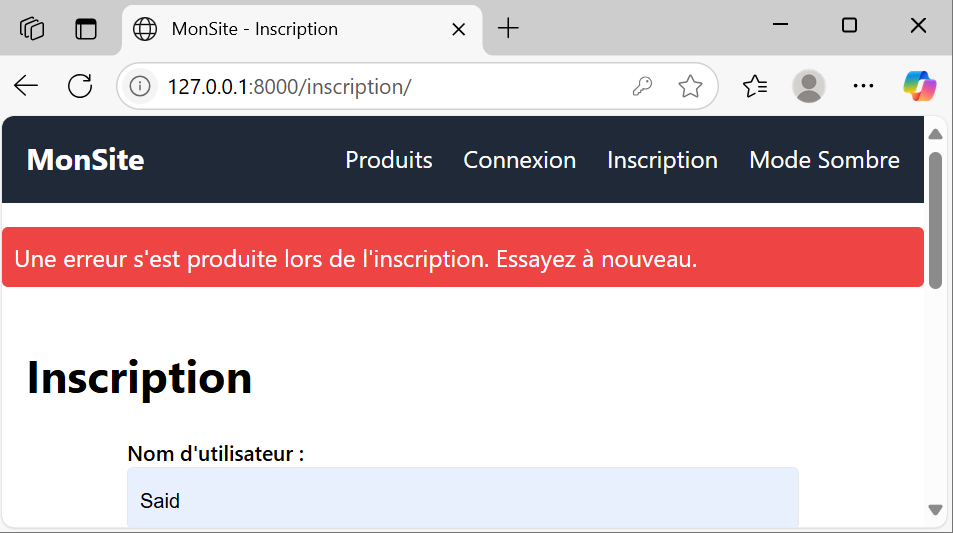 MonSite - Inscription
127.0.0.1:8000/inscription/
MonSite
Produits
Connexion
Inscription
Mode Sombre
Une erreur s'est produite lors de l'inscription. Essayez à nouveau.
Inscription
Nom d'utilisateur :
Said